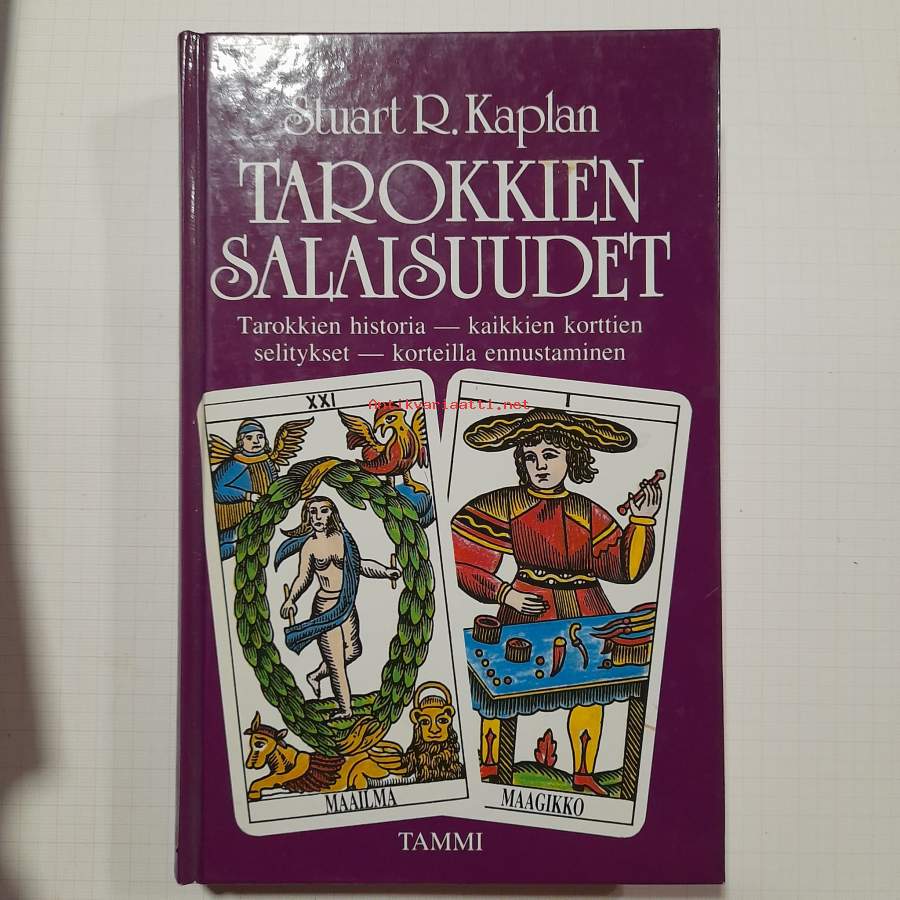 Stuart R. Kaplan
TAROKKIEN
SALAISUUDET
Tarokkien historia — kaikkien korttien
selitykset — korteilla ennustaminen
Antikvariaatti.net
XXI
I
MAAILMA
MAAGIKKO
TAMMI